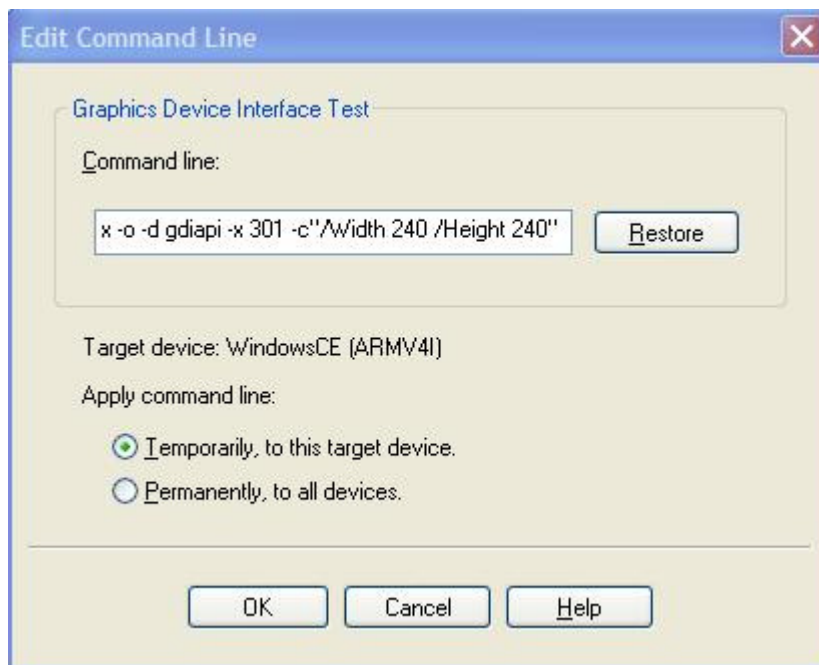 Edit Command Line
Graphics Device Interface Test
Command line:
x -o -d gdiapi -x 301 -c"/Width 240 /Height 240"
Restore
Target device: WindowsCE (ARMV4I)
Apply command line:
Temporarily, to this target device.
Permanently, to all devices.
OK Cancel Help